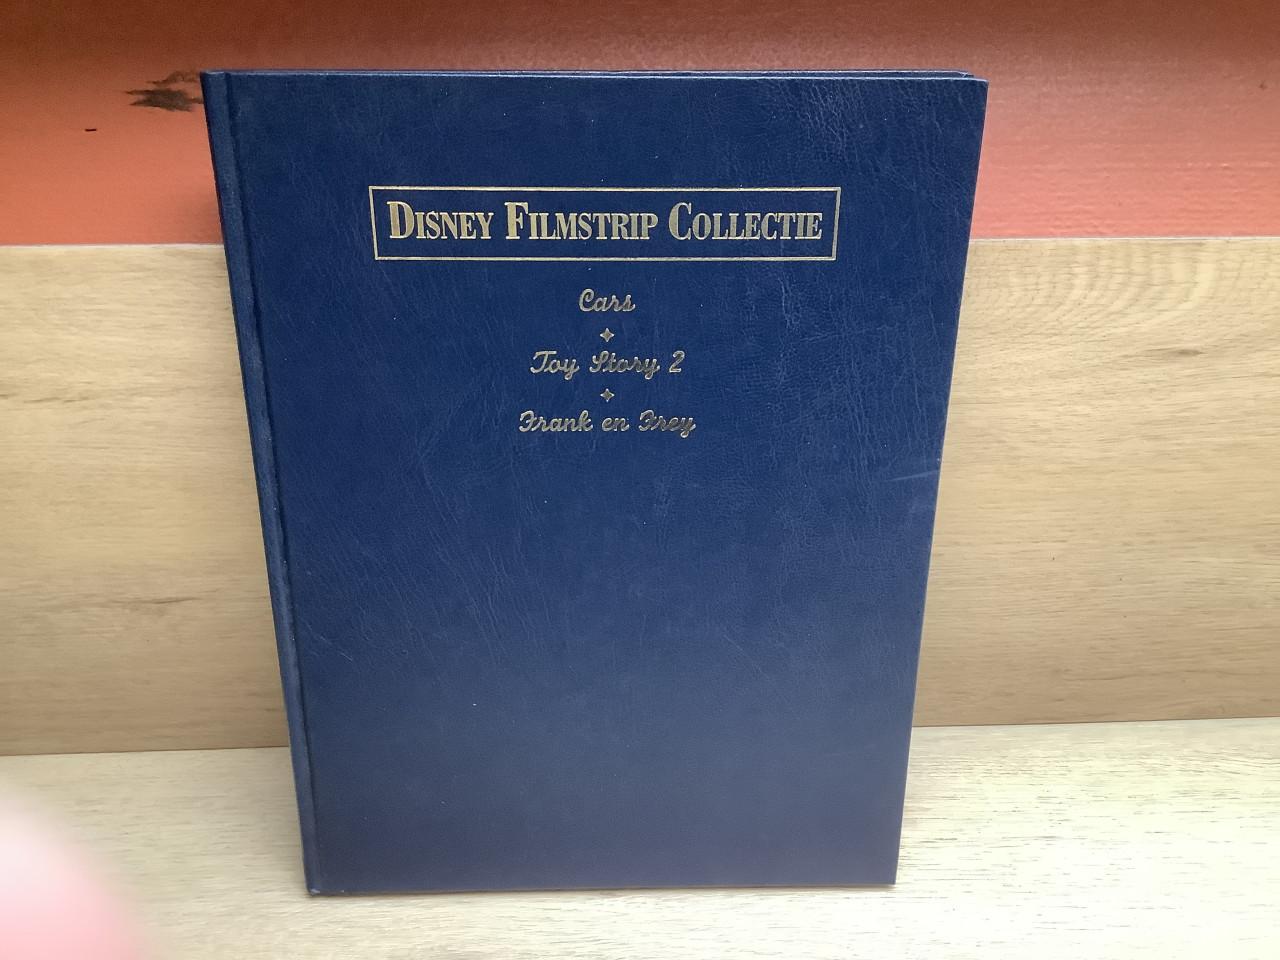 DISNEY FILMSTRIP COLLECTIE
Cars
Toy Story 2
Frank en Frey